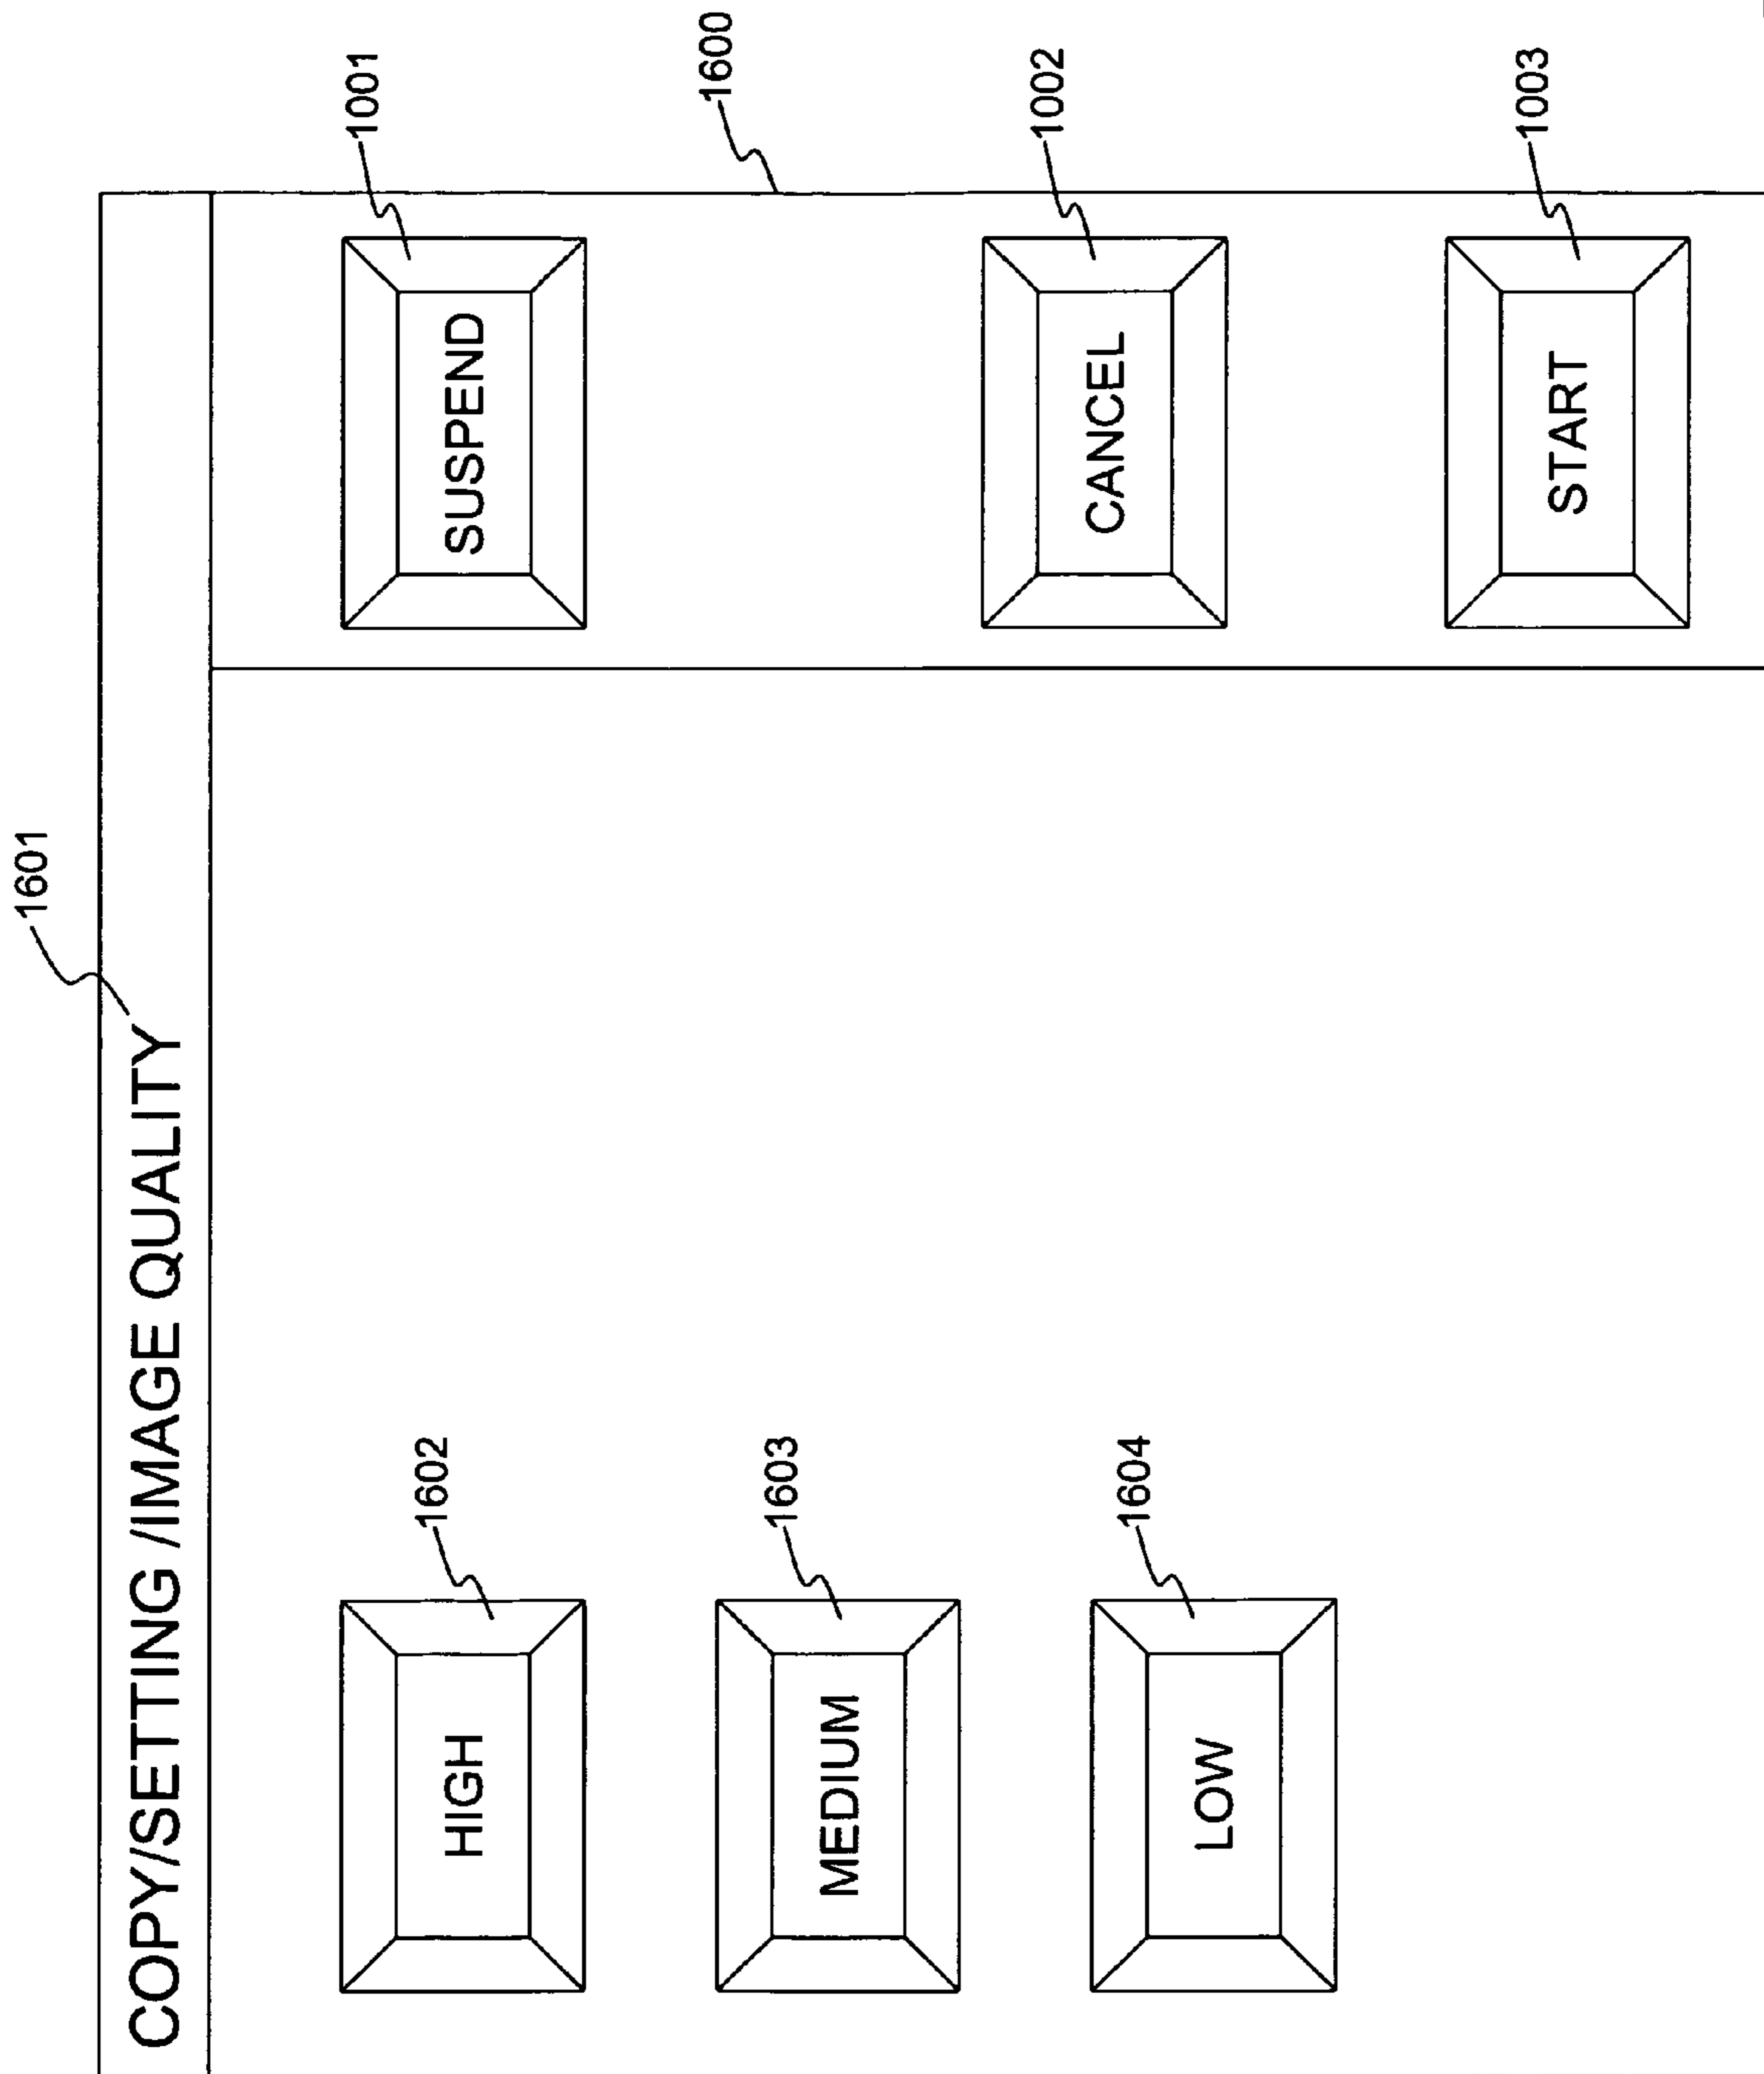 1601
COPY/SETTING /IMAGE QUALITY
1602
HIGH
1603
MEDIUM
1604
LOW
1001
SUSPEND
1600
1002
CANCEL
1003
START